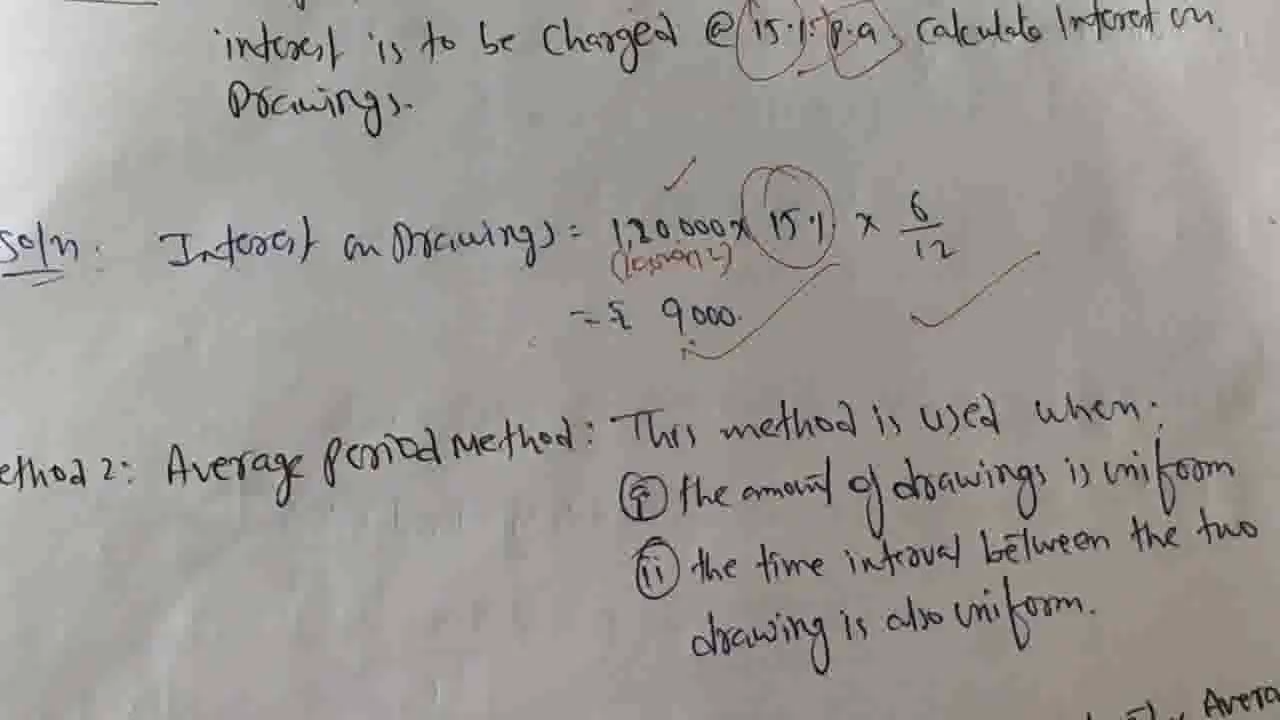 interest is to be charged @ 15% p.a. Calculate Interest on
Drawings.
Soln: Interest on Drawings = 1,20,000 x 15% x 6/12
= ₹ 9000.
ethod 2: Average period Method: This method is used when:
(i) the amount of drawings is uniform
(ii) the time interval between the two
drawing is also uniform.
Avera